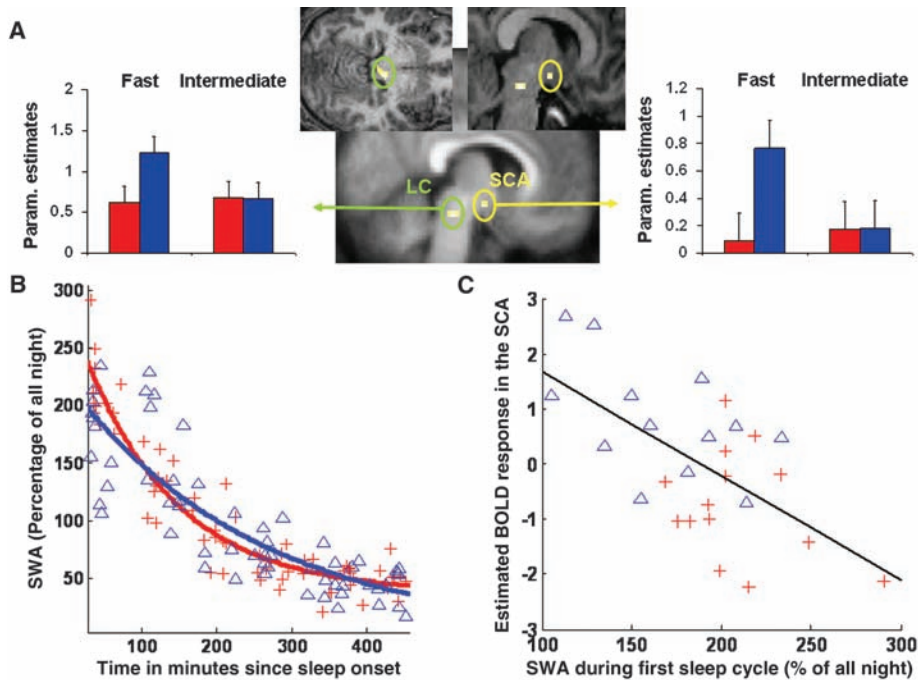 A
Fast Intermediate
Param. estimates
2
1.5
1
0.5
0
LC
SCA
Fast Intermediate
Param. estimates
1.2
1
0.8
0.6
0.4
0.2
0
B
SWA (Percentage of all night)
300
250
200
150
100
50
100 200 300 400
Time in minutes since sleep onset
C
Estimated BOLD response in the SCA
3
2
1
0
-1
-2
-3
100 150 200 250 300
SWA during first sleep cycle (% of all night)